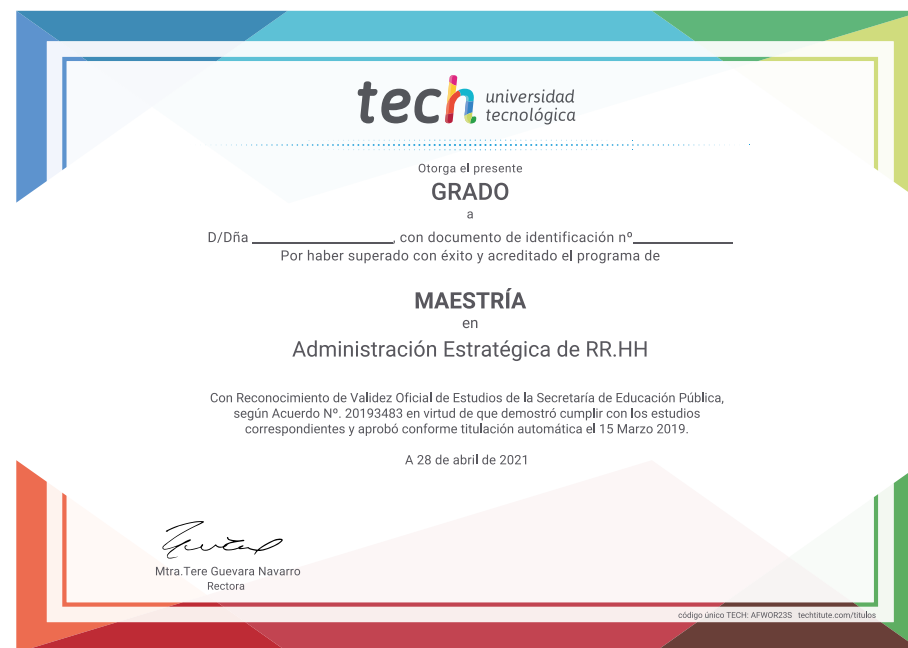 tech universidad
tecnológica
Otorga el presente
GRADO
a
D/Dña ____________, con documento de identificación nº____________
Por haber superado con éxito y acreditado el programa de
MAESTRÍA
en
Administración Estratégica de RR.HH
Con Reconocimiento de Validez Oficial de Estudios de la Secretaría de Educación Pública,
según Acuerdo Nº. 20193483 en virtud de que demostró cumplir con los estudios
correspondientes y aprobó conforme titulación automática el 15 Marzo 2019.
A 28 de abril de 2021
Mtra.Tere Guevara Navarro
Rectora
código único TECH: AFWOR23S techtitute.com/titulos